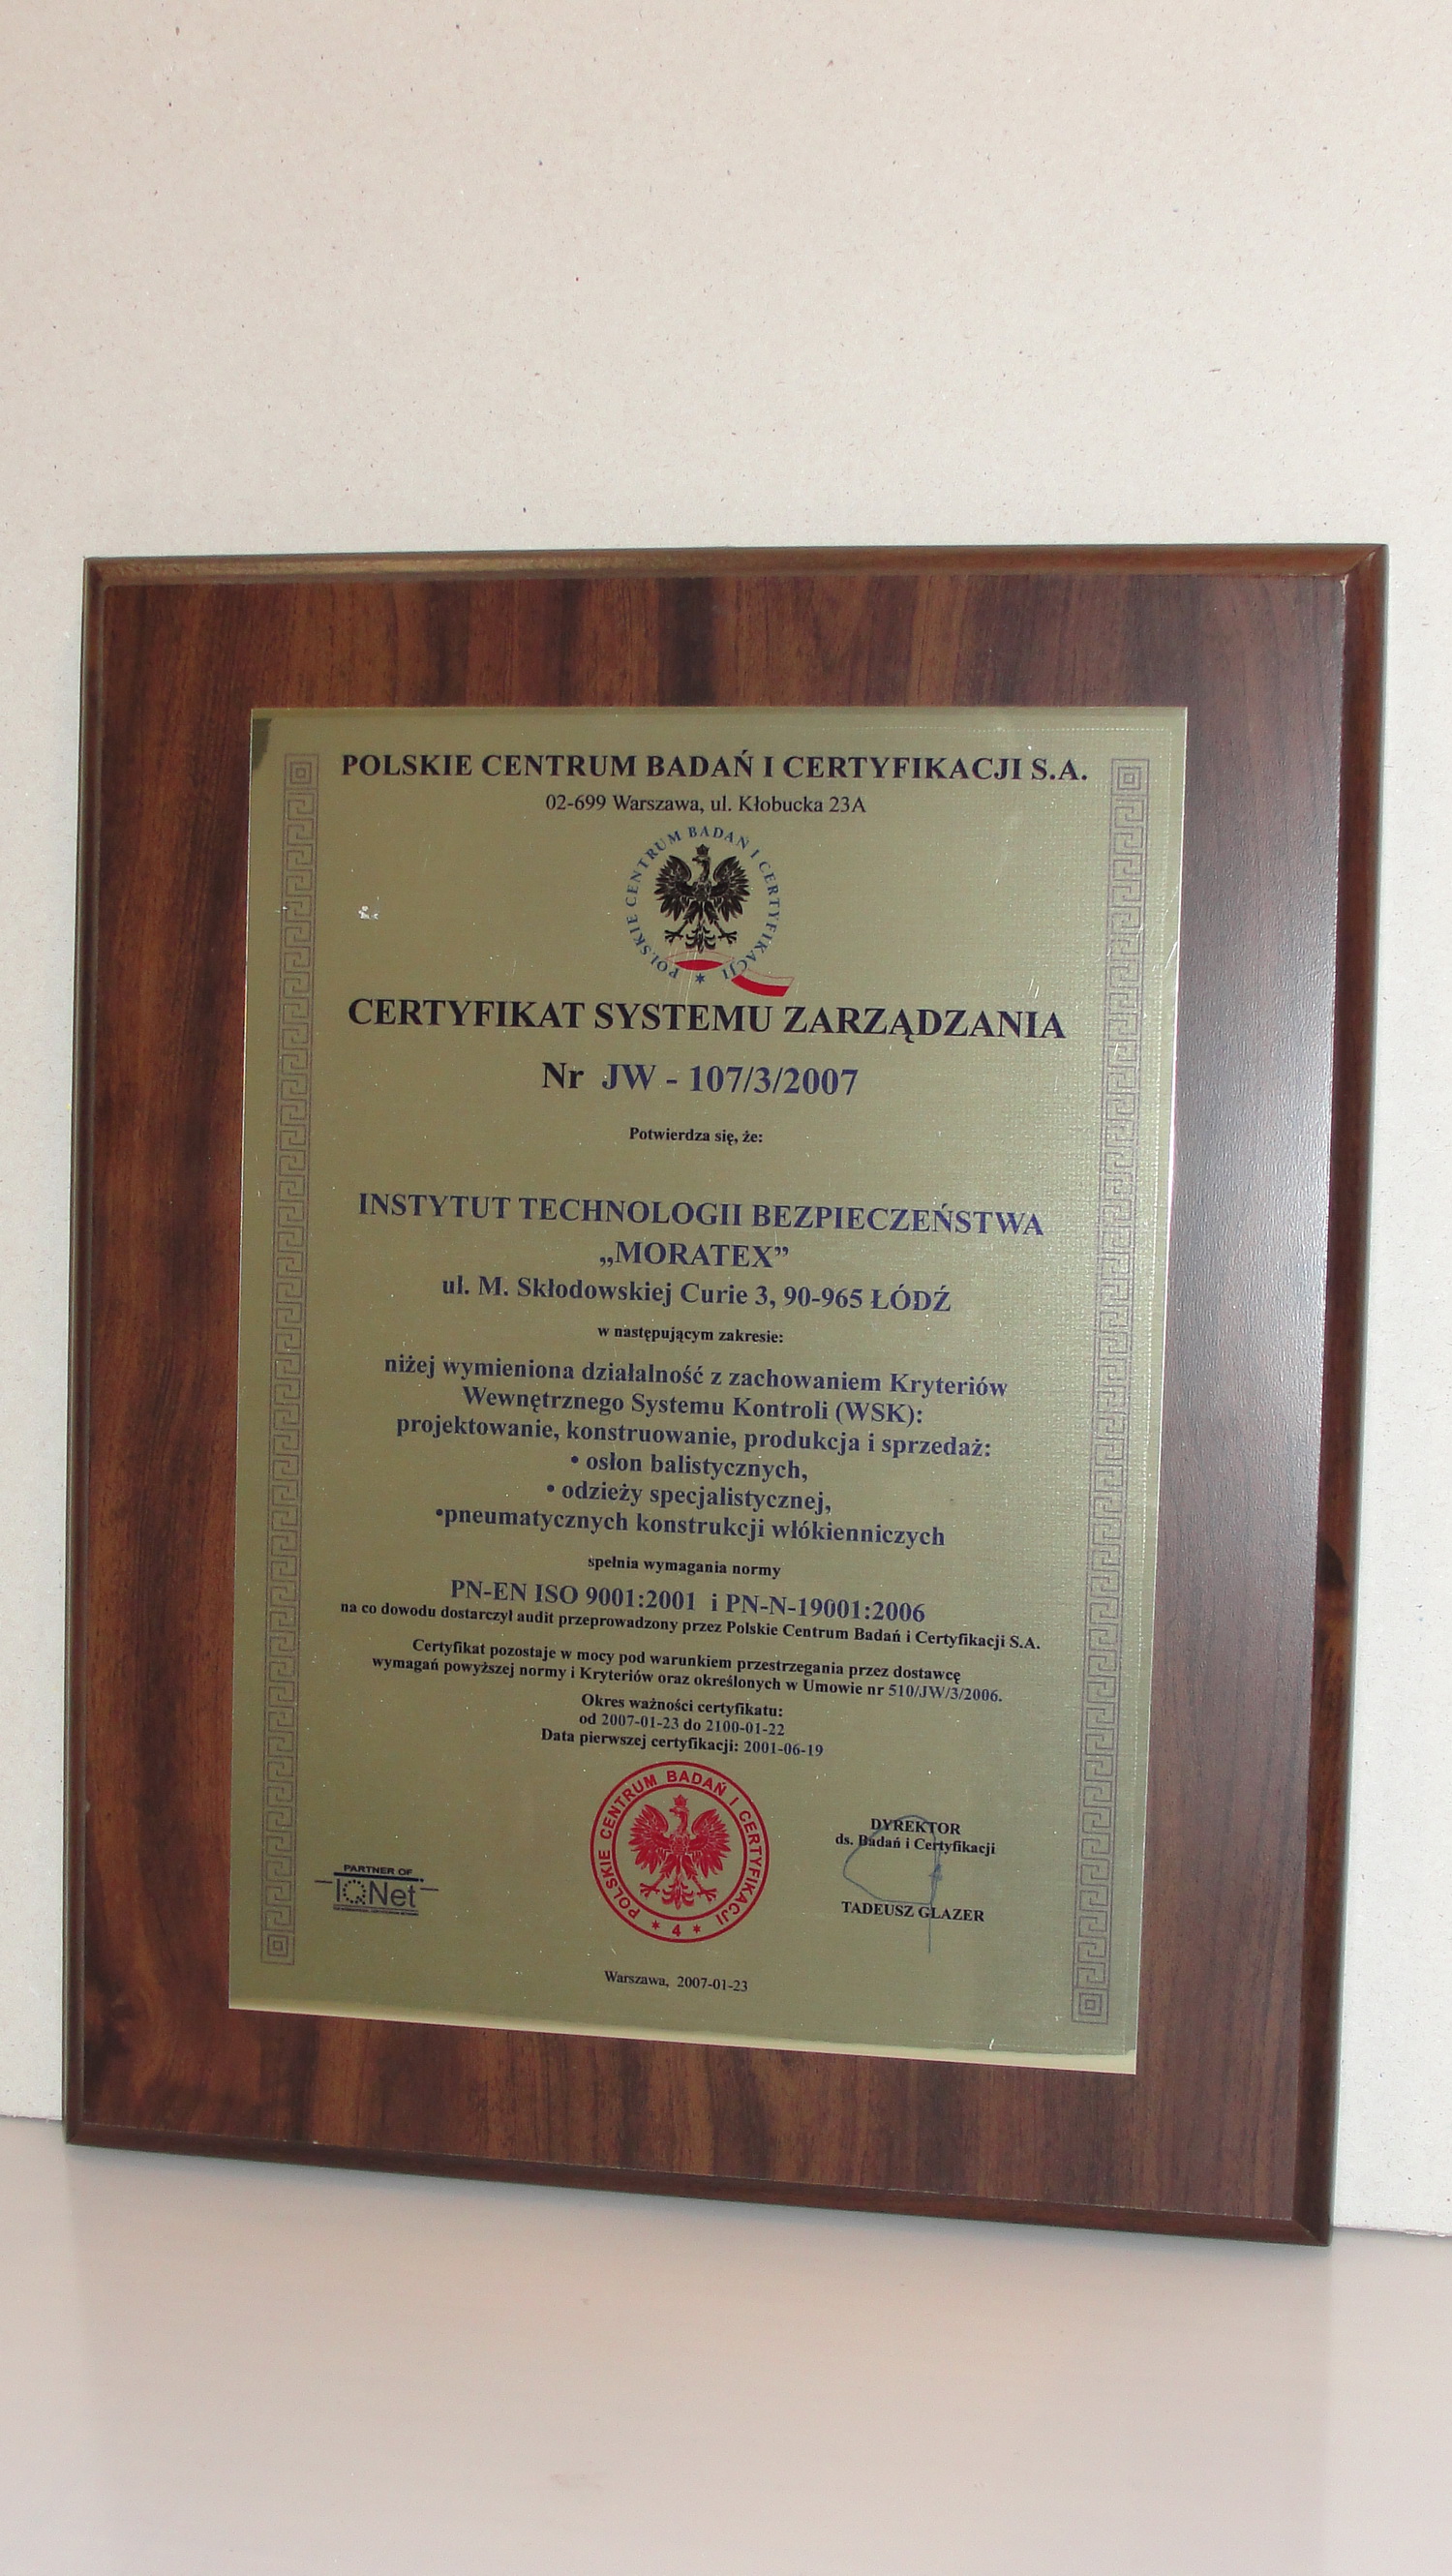 POLSKIE CENTRUM BADAŃ I CERTYFIKACJI S.A.
02-699 Warszawa, ul. Kłobucka 23A
POLSKIE CENTRUM BADAŃ I CERTYFIKACJI
CERTYFIKAT SYSTEMU ZARZĄDZANIA
Nr JW - 107/3/2007
Potwierdza się, że:
INSTYTUT TECHNOLOGII BEZPIECZEŃSTWA
„MORATEX”
ul. M. Skłodowskiej Curie 3, 90-965 ŁÓDŹ
w następującym zakresie:
niżej wymieniona działalność z zachowaniem Kryteriów
Wewnętrznego Systemu Kontroli (WSK):
projektowanie, konstruowanie, produkcja i sprzedaż:
• osłon balistycznych,
• odzieży specjalistycznej,
•pneumatycznych konstrukcji włókienniczych
spełnia wymagania normy
PN-EN ISO 9001:2001 i PN-N-19001:2006
na co dowodu dostarczył audit przeprowadzony przez Polskie Centrum Badań i Certyfikacji S.A.
Certyfikat pozostaje w mocy pod warunkiem przestrzegania przez dostawcę
wymagań powyższej normy i Kryteriów oraz określonych w Umowie nr 510/JW/3/2006.
Okres ważności certyfikatu:
od 2007-01-23 do 2100-01-22
Data pierwszej certyfikacji: 2001-06-19
POLSKIE CENTRUM BADAŃ I CERTYFIKACJI
* 4 *
DYREKTOR
ds. Badań i Certyfikacji
TADEUSZ GLAZER
PARTNER OF
IQNet
Warszawa, 2007-01-23